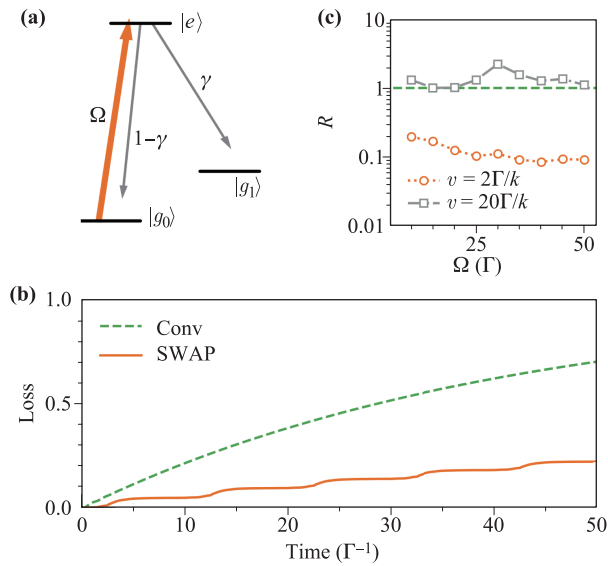 (a)
|e⟩
Ω
1−γ
γ
|g₀⟩
|g₁⟩
(c)
10
1
0.1
0.01
R
v = 2Γ/k
v = 20Γ/k
25
50
Ω (Γ)
(b)
1.0
0.5
0.0
Loss
Conv
SWAP
0
10
20
30
40
50
Time (Γ⁻¹)